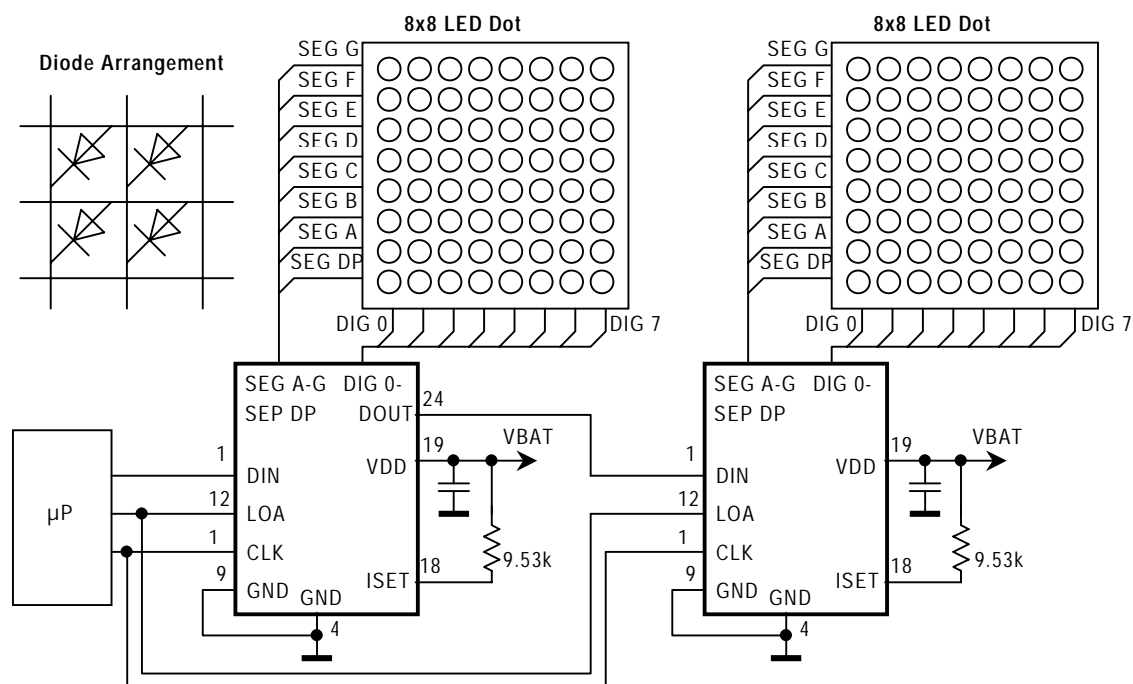 8x8 LED Dot
8x8 LED Dot
Diode Arrangement
SEG G
SEG F
SEG E
SEG D
SEG C
SEG B
SEG A
SEG DP
DIG 0
DIG 7
SEG G
SEG F
SEG E
SEG D
SEG C
SEG B
SEG A
SEG DP
DIG 0
DIG 7
µP
SEG A-G
DIG 0-
SEP DP
DOUT
24
1
DIN
VDD
19
VBAT
12
LOA
1
CLK
9
GND
GND
4
ISET
18
9.53k
SEG A-G
DIG 0-
SEP DP
1
DIN
VDD
19
VBAT
12
LOA
1
CLK
9
GND
GND
4
ISET
18
9.53k